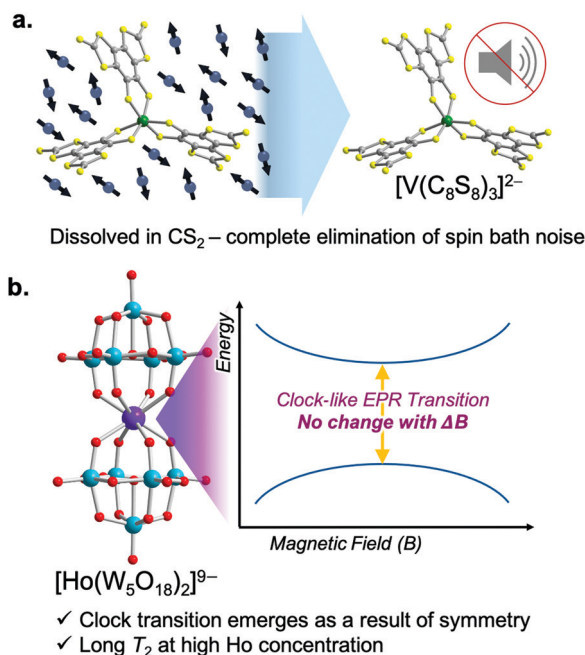 a.
[V(C₈S₈)₃]²⁻
Dissolved in CS₂ – complete elimination of spin bath noise
b.
Energy
Clock-like EPR Transition
No change with ΔB
Magnetic Field (B)
[Ho(W₅O₁₈)₂]⁹⁻
✓ Clock transition emerges as a result of symmetry
✓ Long T₂ at high Ho concentration